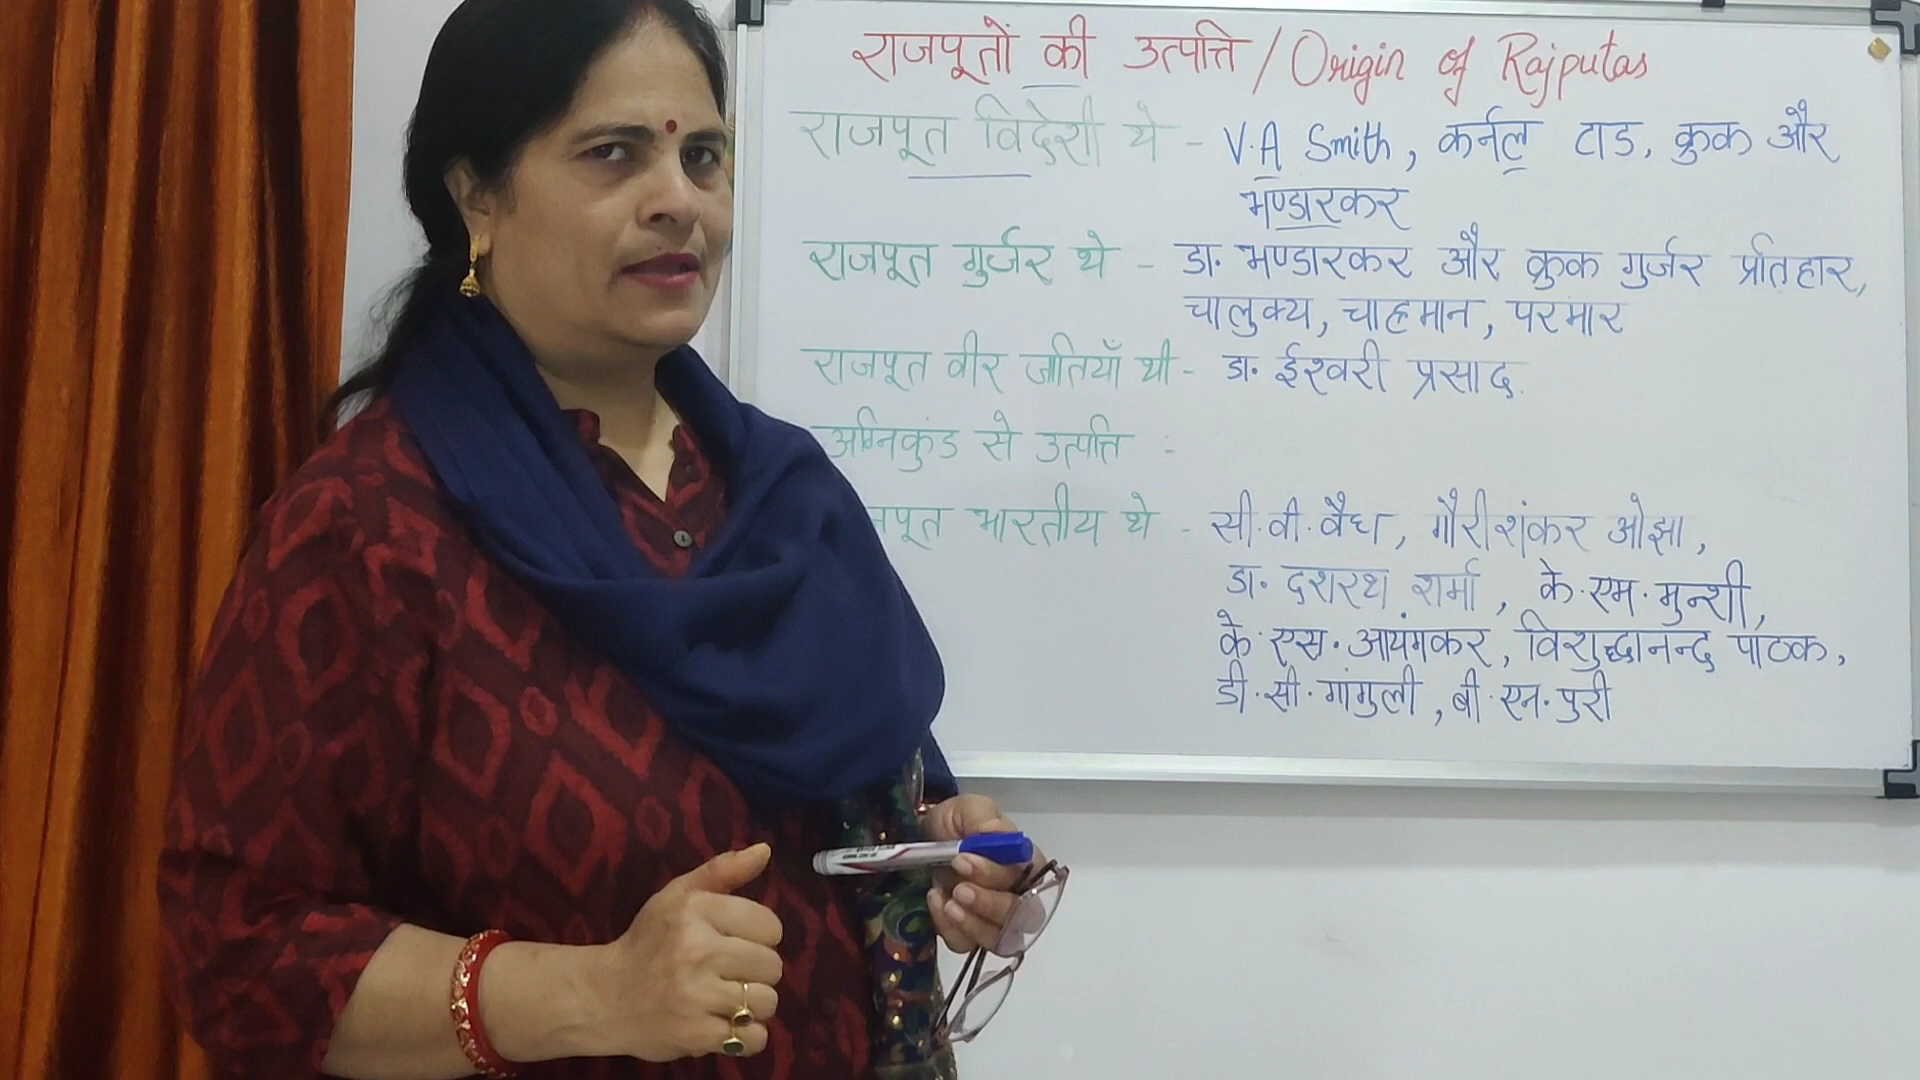 राजपूतों की उत्पत्ति / Origin of Rajputas
राजपूत विदेशी थे - V.A Smith, कर्नल टाड, क्रुक और
भण्डारकर
राजपूत गुर्जर थे - डा. भण्डारकर और क्रुक गुर्जर प्रतिहार,
चालुक्य, चाहमान, परमार
राजपूत वीर जातियाँ थी - डा. ईश्वरी प्रसाद.
अग्निकुंड से उत्पत्ति :-
जपूत भारतीय थे - सी.वी.वैद्य, गौरीशंकर ओझा,
डा. दशरथ शर्मा, के.एम.मुन्शी,
के.एस.आयंगकर, विशुद्धानन्द पाठक,
डी.सी.गांगुली, बी.एन.पुरी